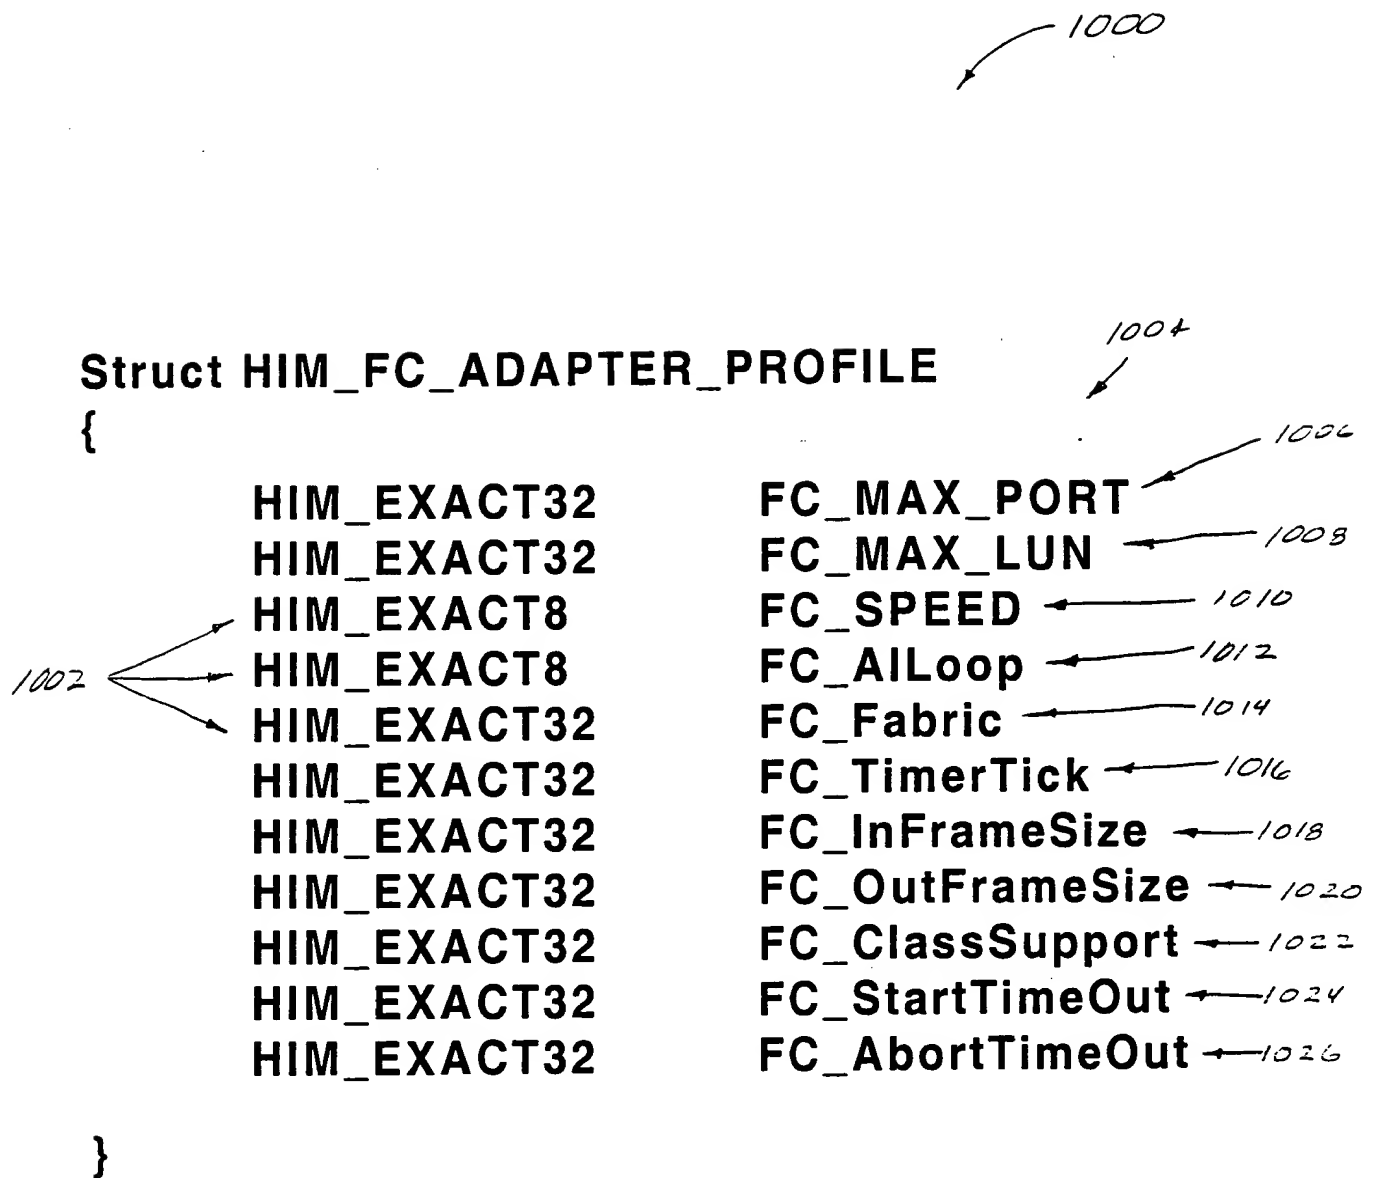 1000
1004
Struct HIM_FC_ADAPTER_PROFILE
{
HIM_EXACT32 FC_MAX_PORT 1006
HIM_EXACT32 FC_MAX_LUN 1008
HIM_EXACT8 FC_SPEED 1010
1002 HIM_EXACT8 FC_AILoop 1012
HIM_EXACT32 FC_Fabric 1014
HIM_EXACT32 FC_TimerTick 1016
HIM_EXACT32 FC_InFrameSize 1018
HIM_EXACT32 FC_OutFrameSize 1020
HIM_EXACT32 FC_ClassSupport 1022
HIM_EXACT32 FC_StartTimeOut 1024
HIM_EXACT32 FC_AbortTimeOut 1026
}